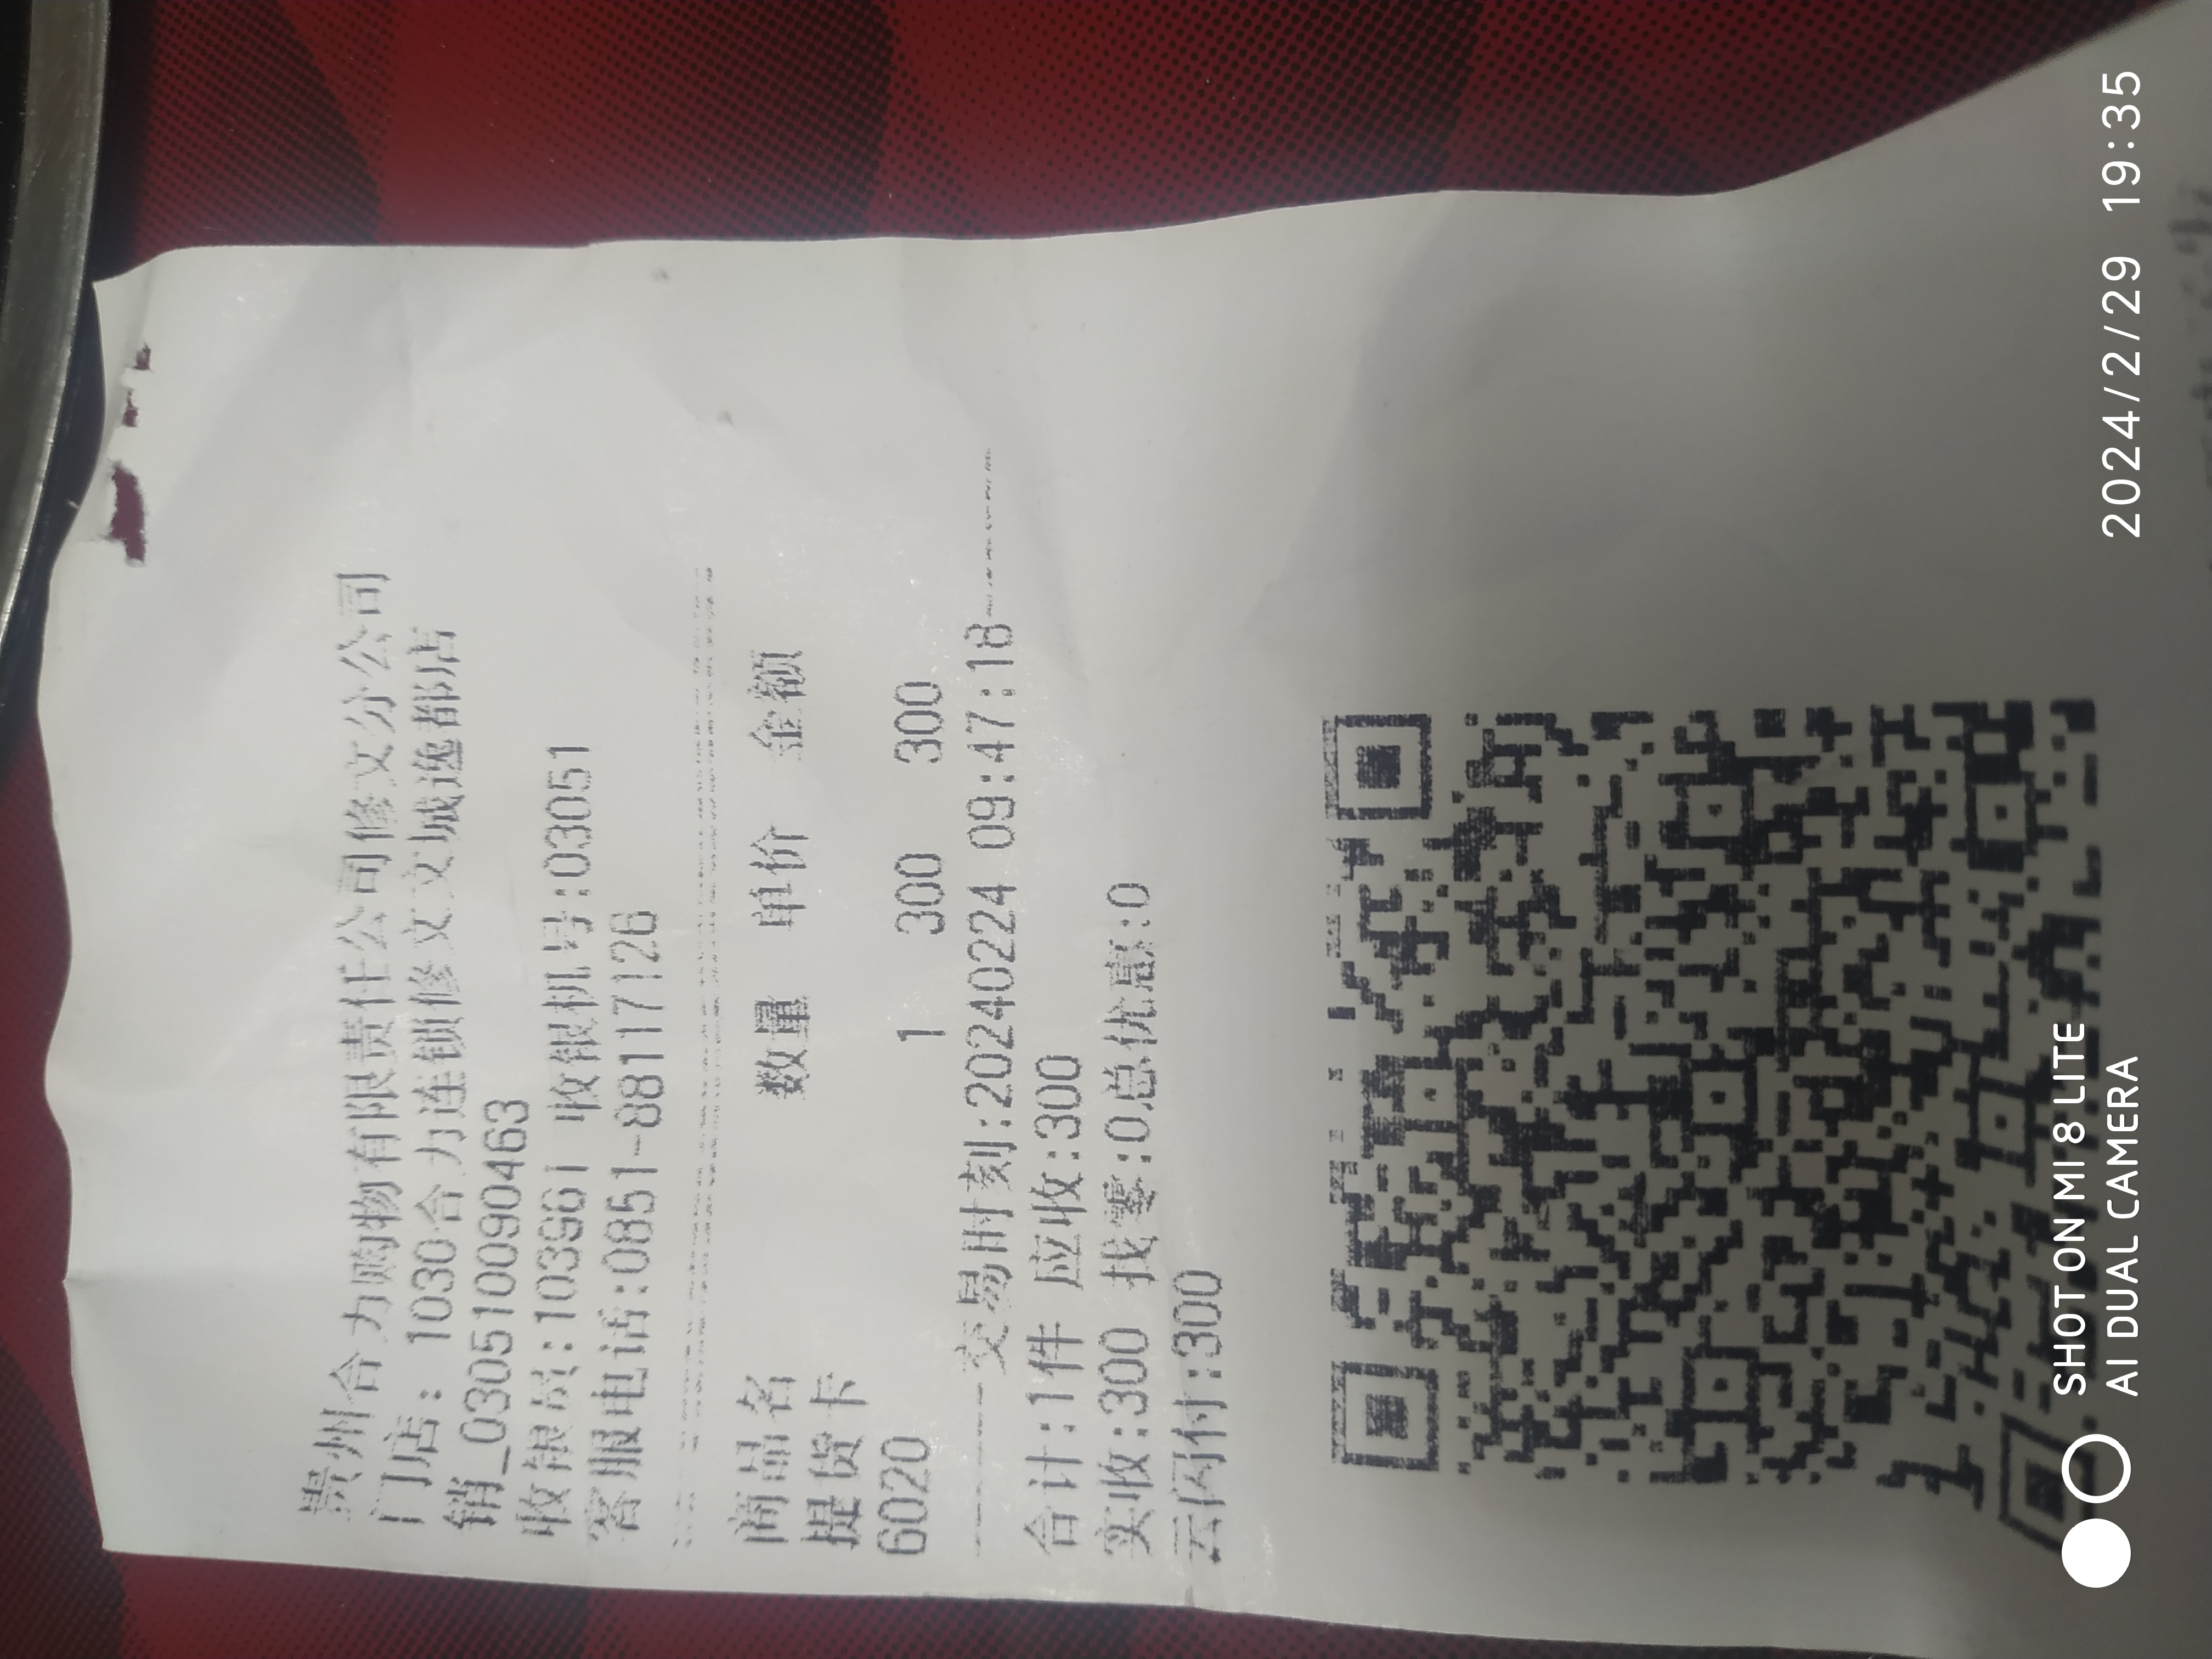 贵州合力购物有限责任公司修文分公司
门店: 1030合力连锁修文文城逸都店
销_030510090463
收银员:103961 收银机号:03051
客服电话:0851-88117128
商品名 数量 单价 金额
提货卡
6020 1 300 300
交易时刻:20240224 09:47:18
合计:1件 应收:300
实收:300 找零:0总优惠:0
云闪付:300
SHOT ON MI 8 LITE
AI DUAL CAMERA
2024/2/29 19:35